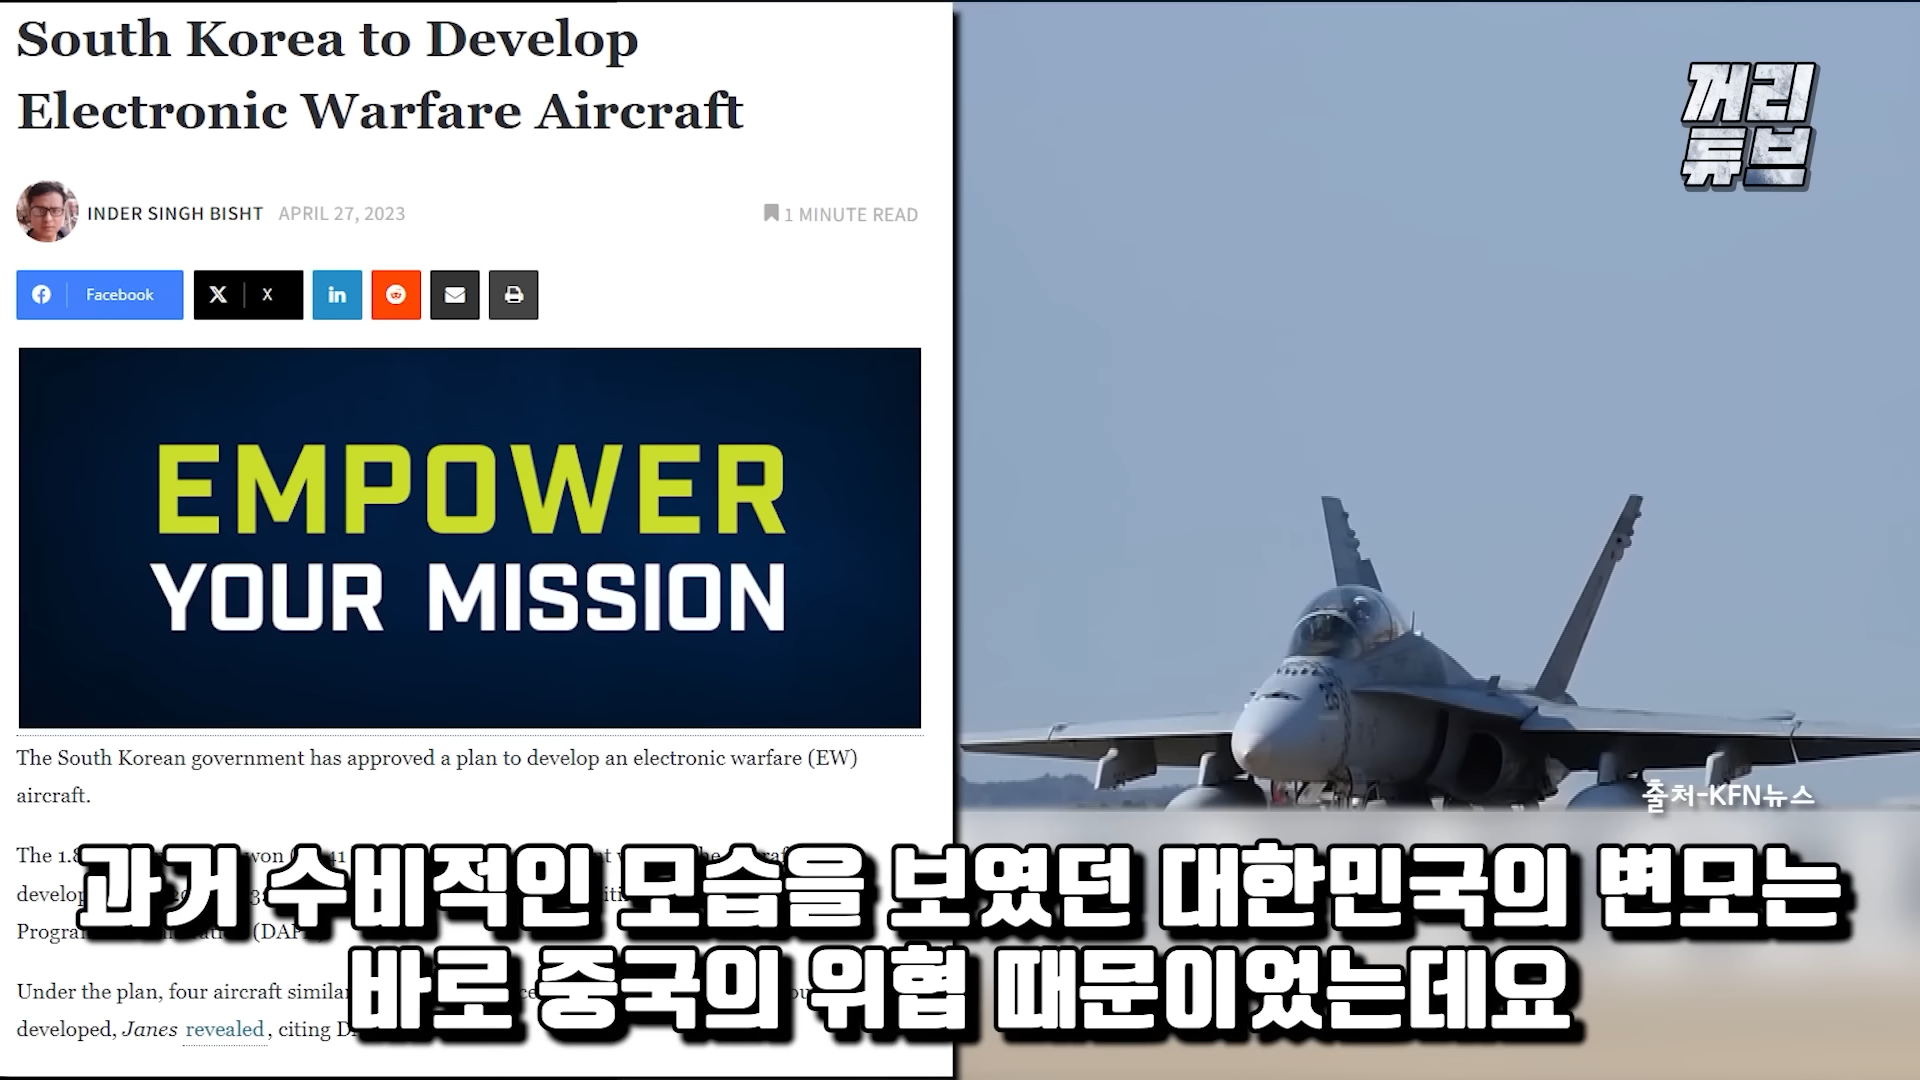 South Korea to Develop
Electronic Warfare Aircraft
INDER SINGH BISHT APRIL 27, 2023
1 MINUTE READ
Facebook
X
in
EMPOWER
YOUR MISSION
The South Korean government has approved a plan to develop an electronic warfare (EW)
aircraft.
The
develop
Under the plan, four aircraft
developed, Janes revealed, citing
꺼리
튜브
출처-KFN뉴스
과거 수비적인 모습을 보였던 대한민국의 변모는
바로 중국의 위협 때문이었는데요